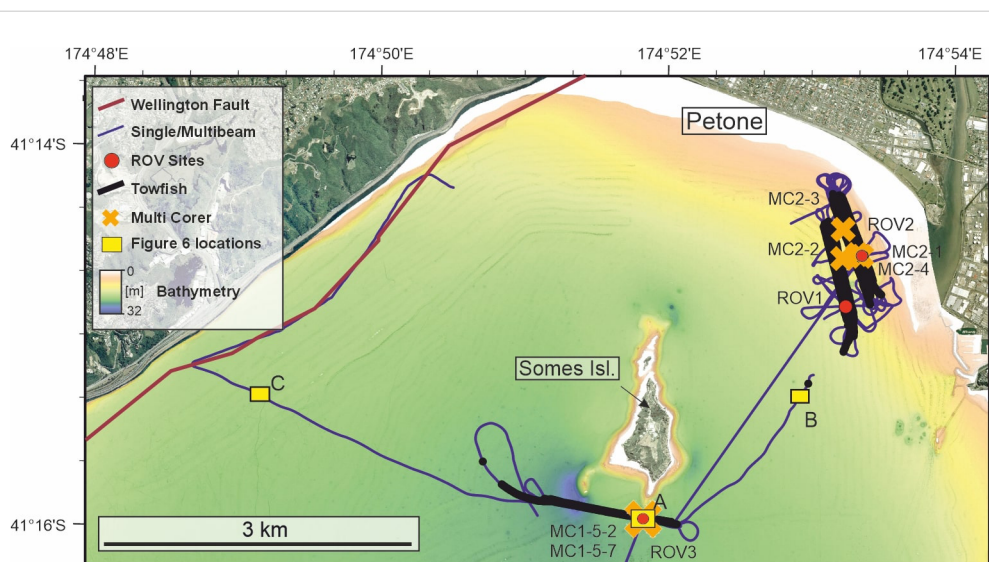 174°48'E
174°50'E
174°52'E
174°54'E
41°14'S
41°16'S
Wellington Fault
Single/Multibeam
ROV Sites
Towfish
Multi Corer
Figure 6 locations
0
[m]
32
Bathymetry
Petone
MC2-3
ROV2
MC2-2
MC2-1
MC2-4
ROV1
Somes Isl.
C
B
A
MC1-5-2
MC1-5-7
ROV3
3 km